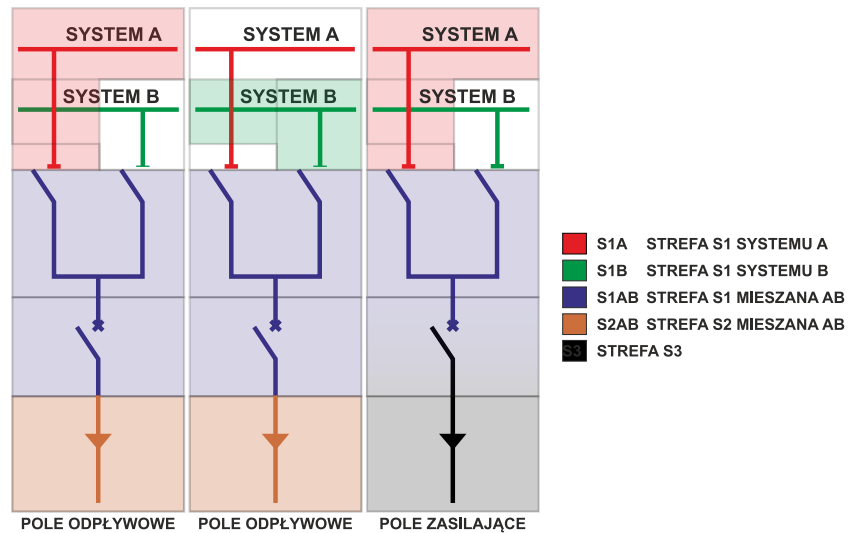 SYSTEM A
SYSTEM A
SYSTEM A
SYSTEM B
SYSTEM B
SYSTEM B
S1A STREFA S1 SYSTEMU A
S1B STREFA S1 SYSTEMU B
S1AB STREFA S1 MIESZANA AB
S2AB STREFA S2 MIESZANA AB
S3 STREFA S3
POLE ODPŁYWOWE
POLE ODPŁYWOWE
POLE ZASILAJĄCE